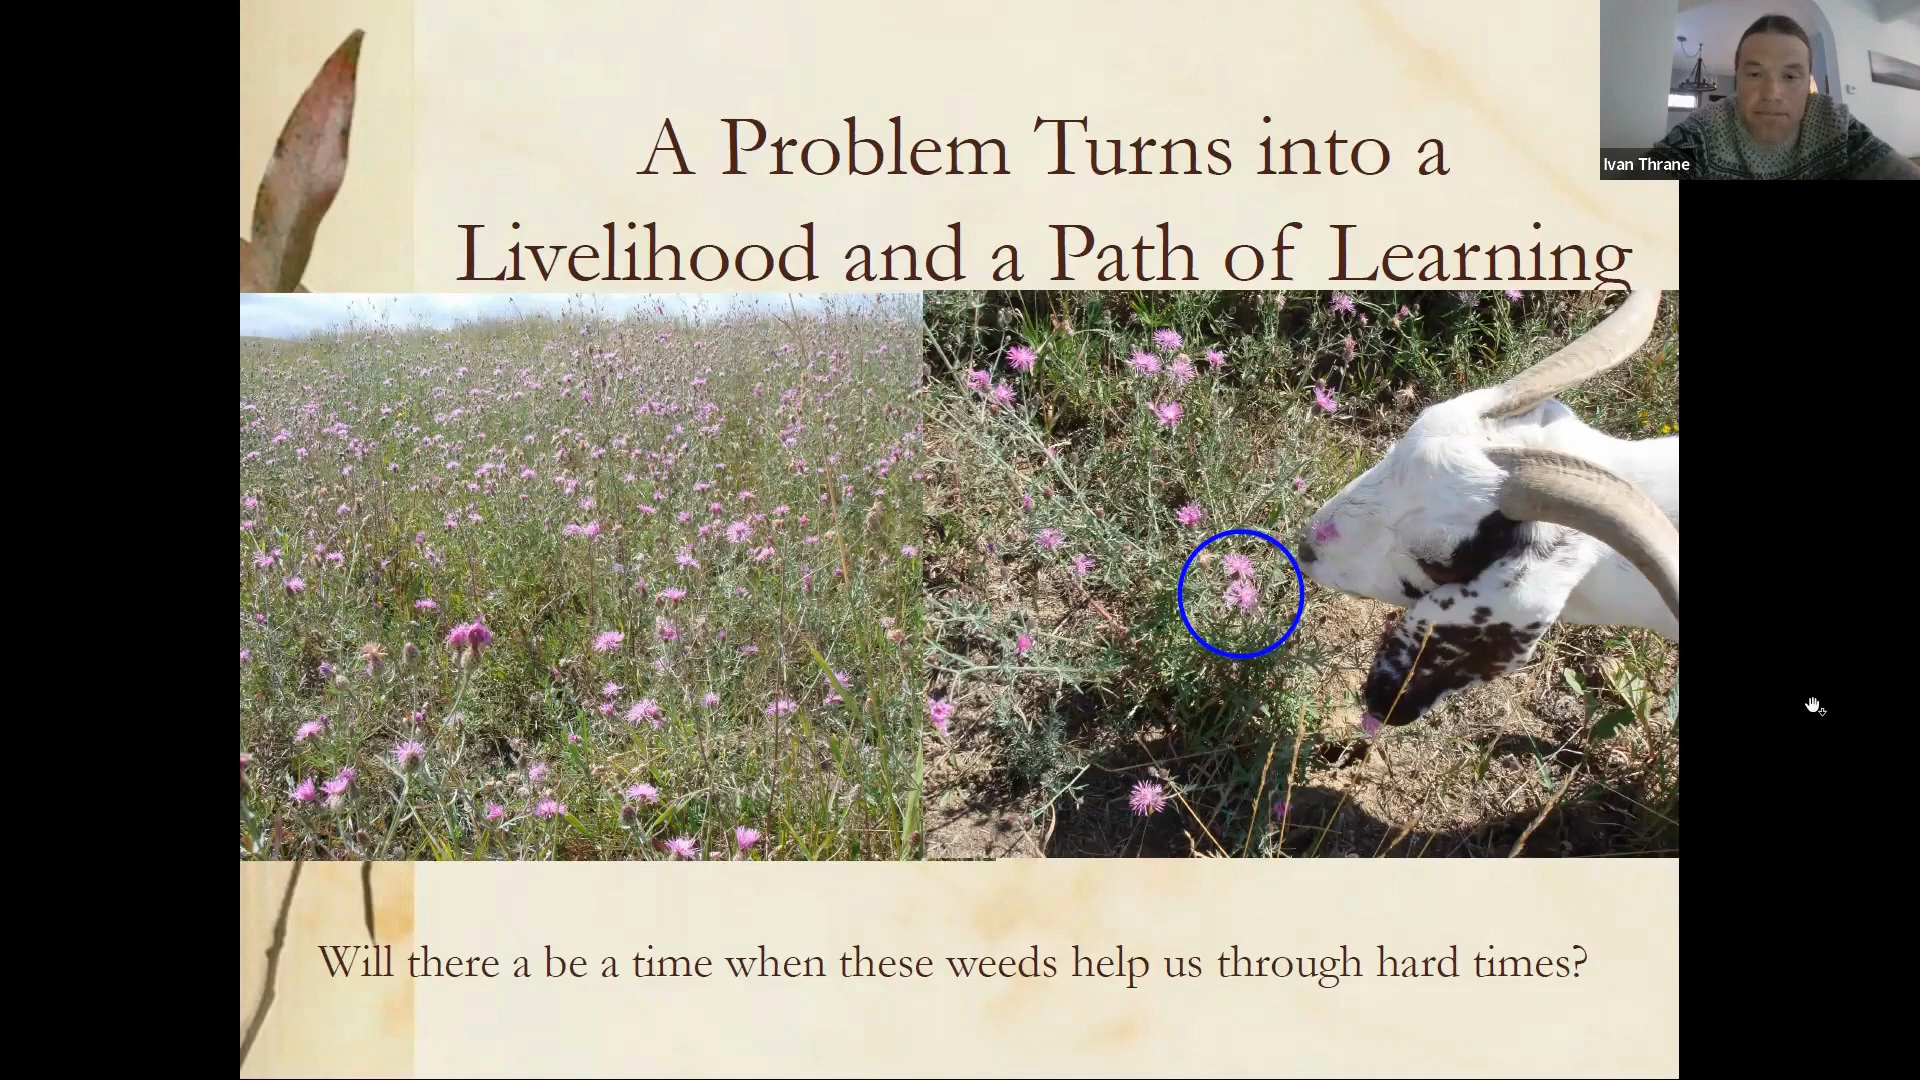 A Problem Turns into a
Livelihood and a Path of Learning
Ivan Thrane
Will there a be a time when these weeds help us through hard times?